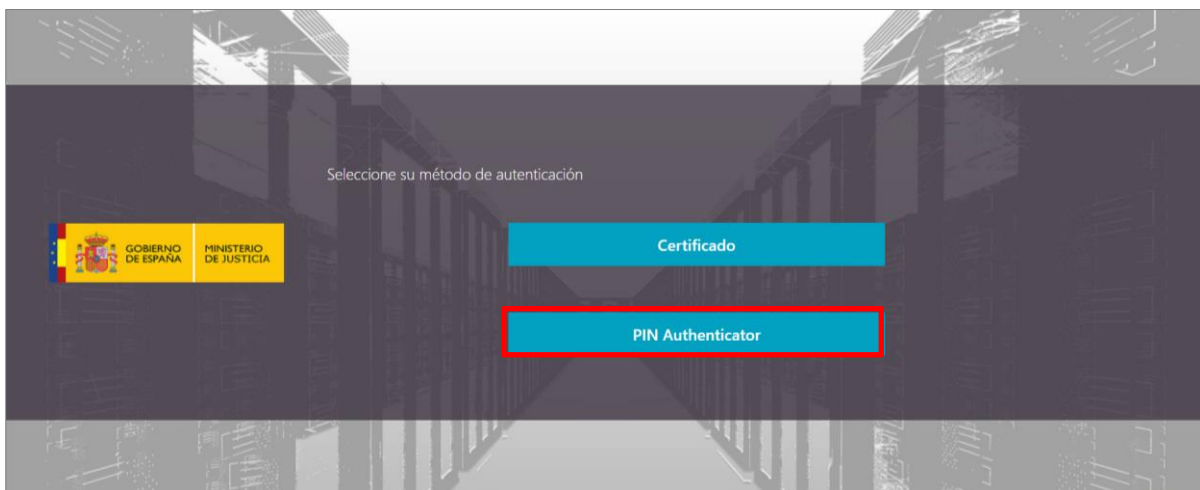 Seleccione su método de autenticación
GOBIERNO
DE ESPAÑA
MINISTERIO
DE JUSTICIA
Certificado
PIN Authenticator